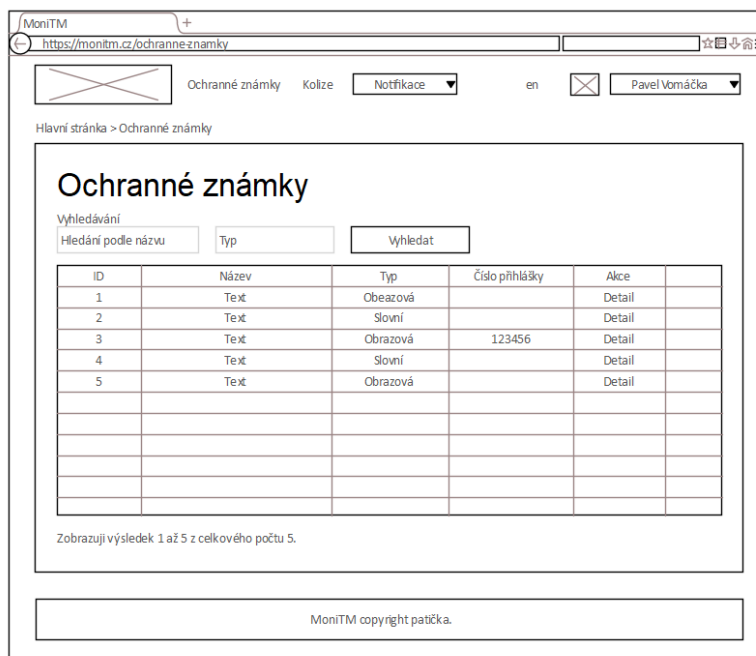 MoniTM +
https://monitm.cz/ochranne-znamky
Ochranné známky Kolize Notifikace en Pavel Vomáčka
Hlavní stránka > Ochranné známky
Ochranné známky
Vyhledávání
Hledání podle názvu Typ Vyhledat
ID Název Typ Číslo přihlášky Akce
1 Text Obeazová Detail
2 Text Slovní Detail
3 Text Obrazová 123456 Detail
4 Text Slovní Detail
5 Text Obrazová Detail
Zobrazuji výsledek 1 až 5 z celkového počtu 5.
MoniTM copyright patička.